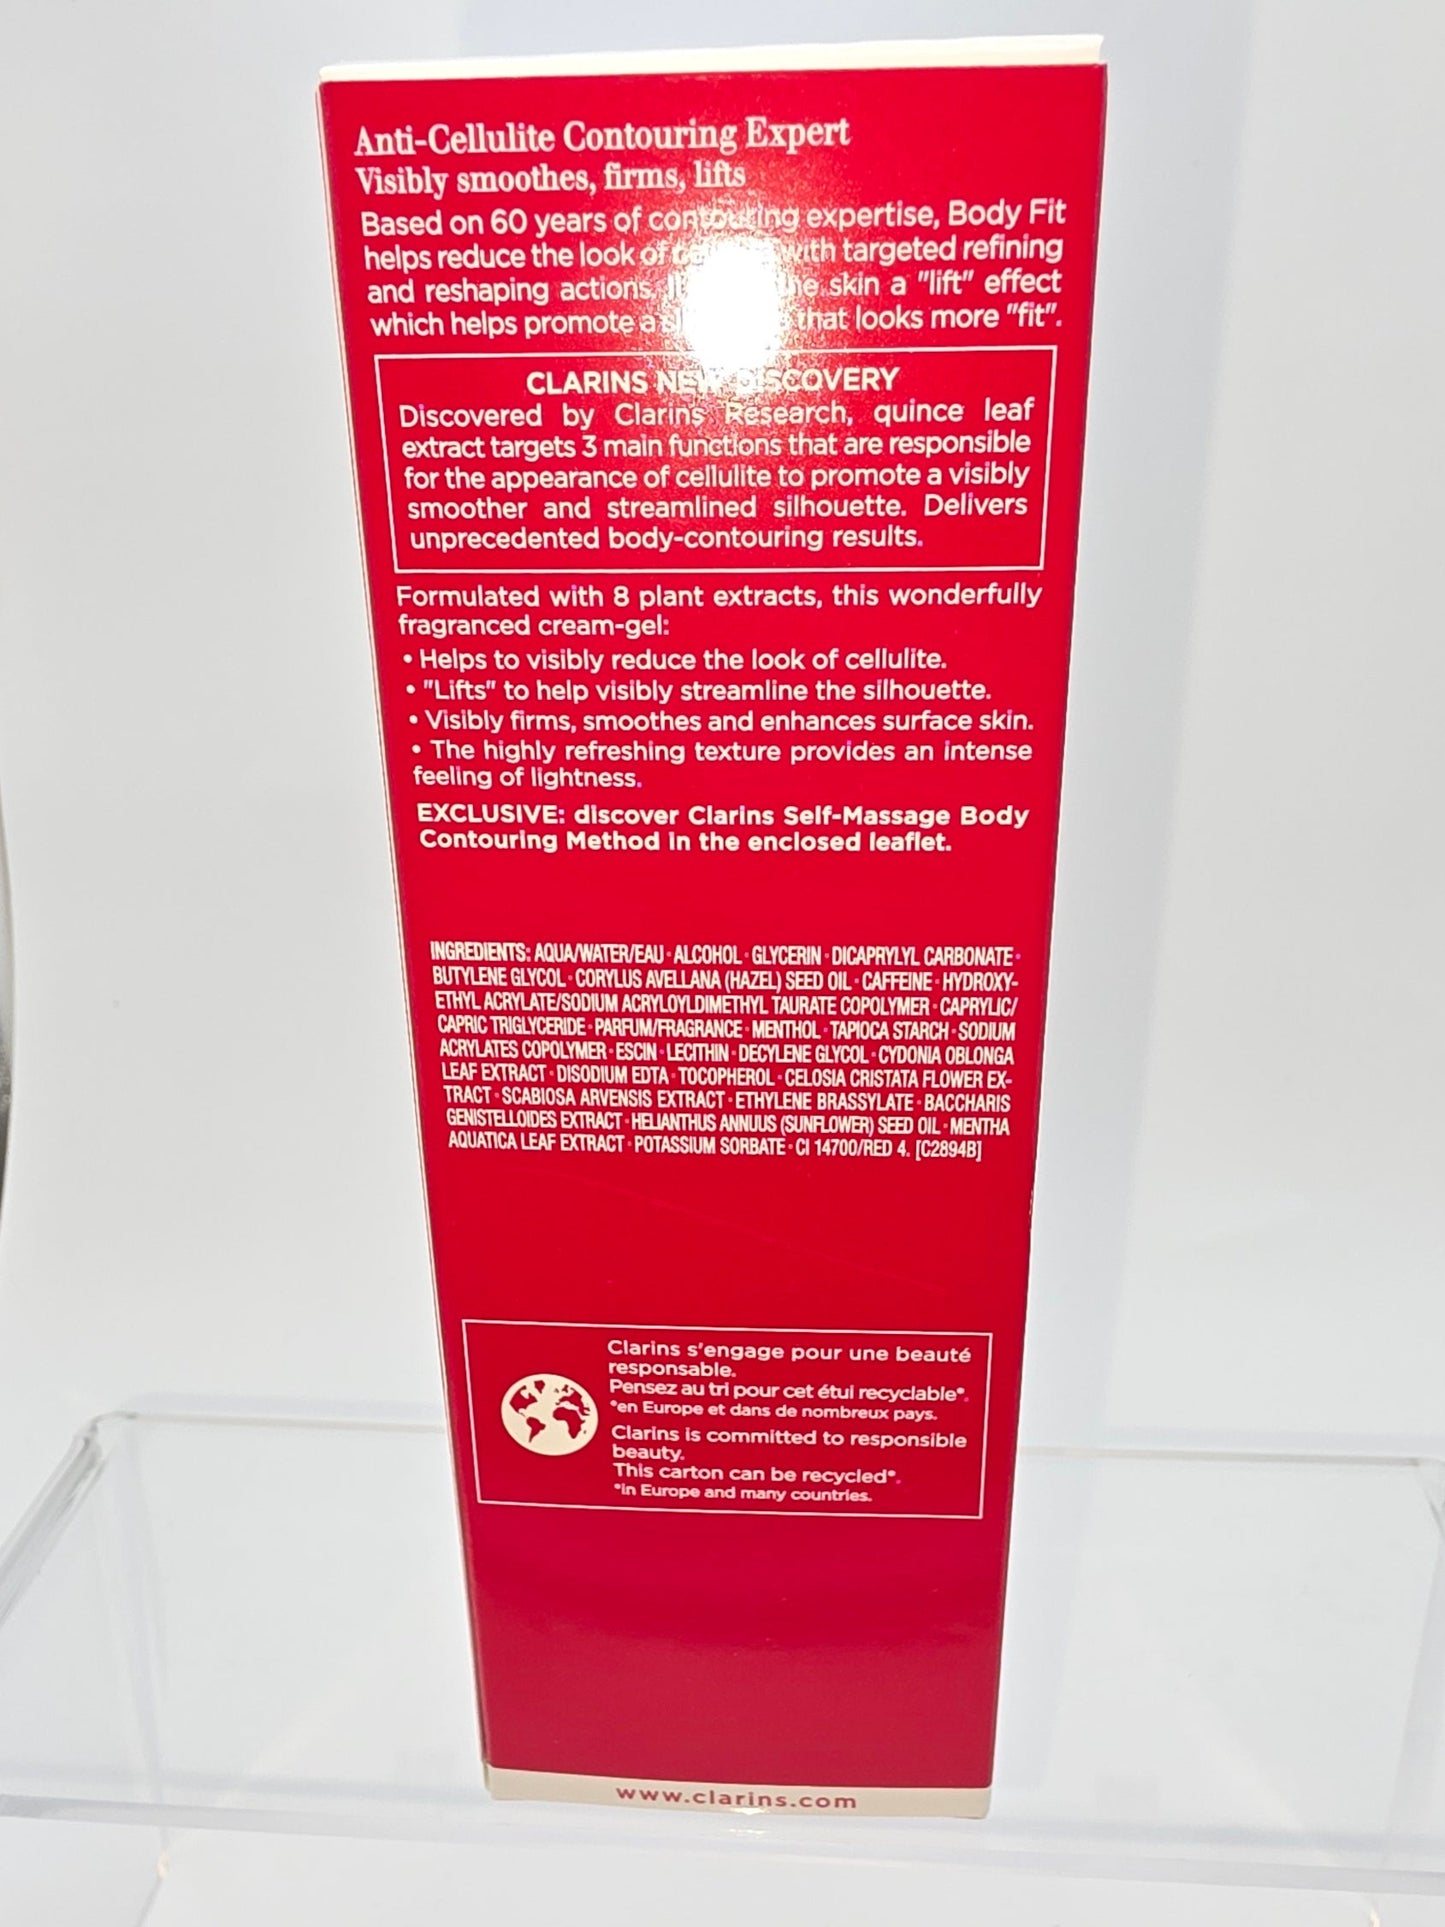 Anti-Cellulite Contouring Expert
Visibly smoothes, firms, lifts
Based on 60 years of contouring expertise, Body Fit
helps reduce the look of with targeted refining
and reshaping actions. skin a "lift" effect
which helps promote a that looks more "fit".
CLARINS NEW DISCOVERY
Discovered by Clarins Research, quince leaf
extract targets 3 main functions that are responsible
for the appearance of cellulite to promote a visibly
smoother and streamlined silhouette. Delivers
unprecedented body-contouring results.
Formulated with 8 plant extracts, this wonderfully
fragranced cream-gel:
• Helps to visibly reduce the look of cellulite.
• "Lifts" to help visibly streamline the silhouette.
• Visibly firms, smoothes and enhances surface skin.
• The highly refreshing texture provides an intense
feeling of lightness.
EXCLUSIVE: discover Clarins Self-Massage Body
Contouring Method in the enclosed leaflet.
INGREDIENTS: AQUA/WATER/EAU · ALCOHOL · GLYCERIN · DICAPRYLYL CARBONATE ·
BUTYLENE GLYCOL · CORYLUS AVELLANA (HAZEL) SEED OIL · CAFFEINE · HYDROXY-
ETHYL ACRYLATE/SODIUM ACRYLOYLDIMETHYL TAURATE COPOLYMER · CAPRYLIC/
CAPRIC TRIGLYCERIDE · PARFUM/FRAGRANCE · MENTHOL · TAPIOCA STARCH · SODIUM
ACRYLATES COPOLYMER · ESCIN · LECITHIN · DECYLENE GLYCOL · CYDONIA OBLONGA
LEAF EXTRACT · DISODIUM EDTA · TOCOPHEROL · CELOSIA CRISTATA FLOWER EX-
TRACT · SCABIOSA ARVENSIS EXTRACT · ETHYLENE BRASSYLATE · BACCHARIS
GENISTELLOIDES EXTRACT · HELIANTHUS ANNUUS (SUNFLOWER) SEED OIL · MENTHA
AQUATICA LEAF EXTRACT · POTASSIUM SORBATE · CI 14700/RED 4. [C2894B]
Clarins s'engage pour une beauté
responsable.
Pensez au tri pour cet étui recyclable*.
*en Europe et dans de nombreux pays.
Clarins is committed to responsible
beauty.
This carton can be recycled*.
*In Europe and many countries.
www.clarins.com